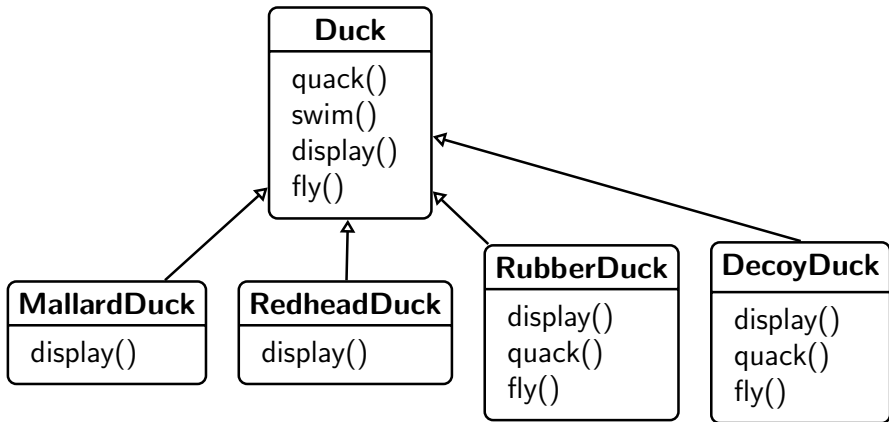 Duck
quack()
swim()
display()
fly()
MallardDuck
display()
RedheadDuck
display()
RubberDuck
display()
quack()
fly()
DecoyDuck
display()
quack()
fly()